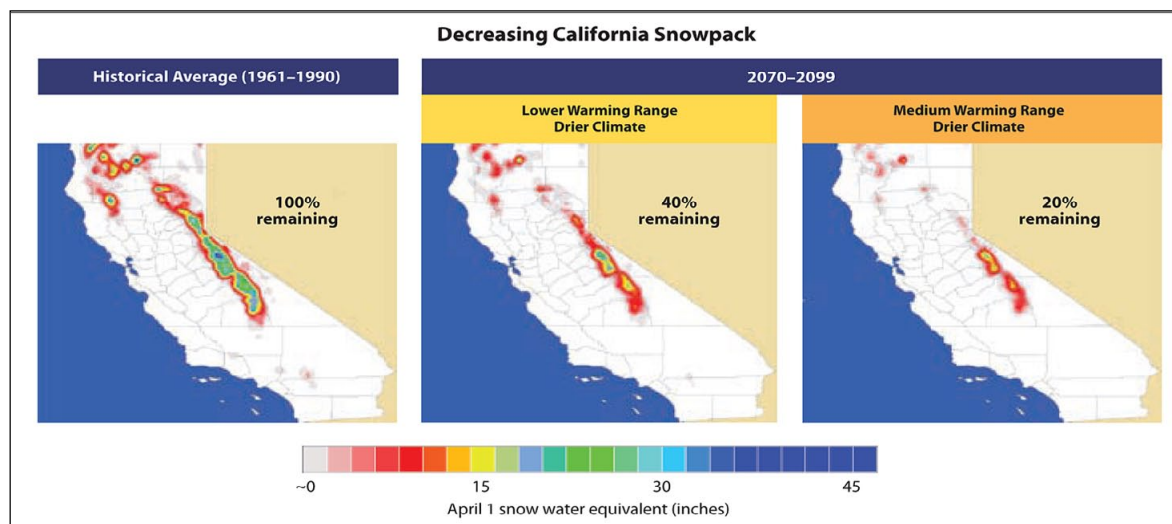 Decreasing California Snowpack
Historical Average (1961–1990)
2070–2099
Lower Warming Range
Drier Climate
Medium Warming Range
Drier Climate
100%
remaining
40%
remaining
20%
remaining
~0
15
30
45
April 1 snow water equivalent (inches)